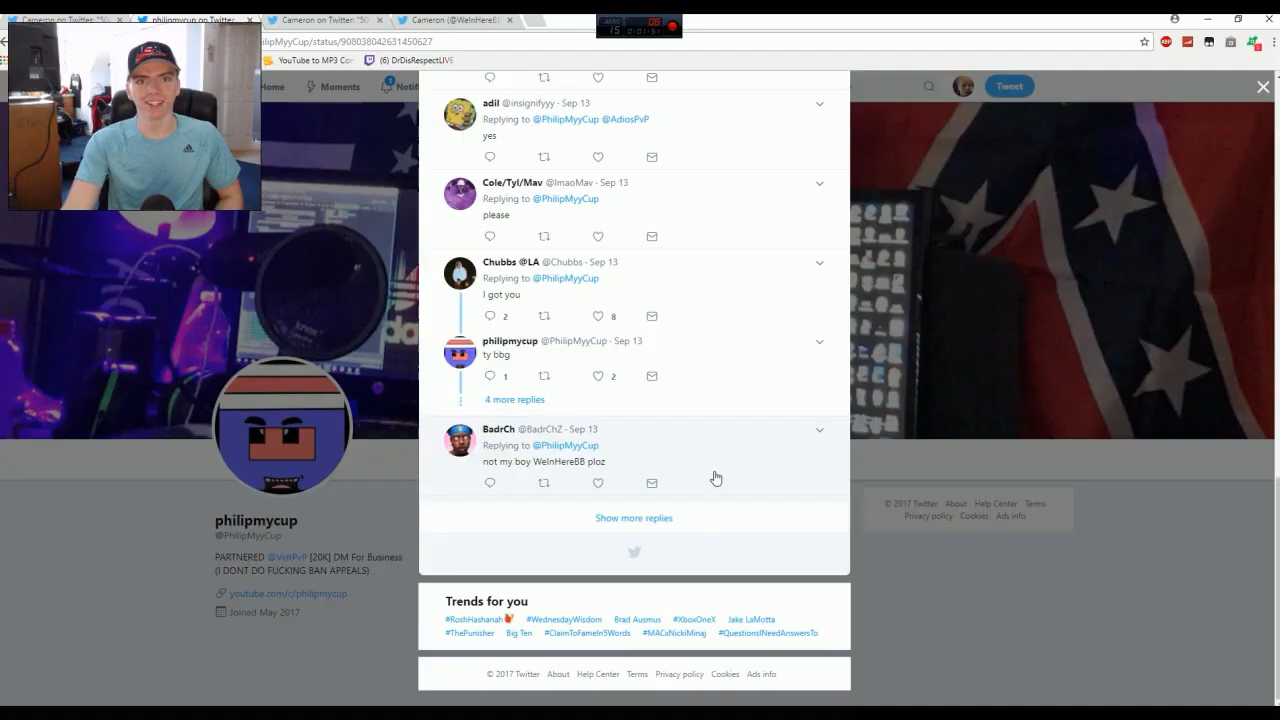 Cameron on Twitter: "50
philipmycup on Twitter:
Cameron on Twitter: "50
Cameron (@WeInHereBB
ilipMyyCup/status/908038042631450627
YouTube to MP3 Con
(6) DrDisRespectLIVE
Home
Moments
1
Notifi
Tweet
adil @insignifyyy · Sep 13
Replying to @PhilipMyyCup @AdiosPvP
yes
Cole/Tyl/Mav @lmaoMav · Sep 13
Replying to @PhilipMyyCup
please
Chubbs @LA @Chubbs · Sep 13
Replying to @PhilipMyyCup
I got you
2
8
philipmycup @PhilipMyyCup · Sep 13
ty bbg
1
2
4 more replies
BadrCh @BadrChZ · Sep 13
Replying to @PhilipMyyCup
not my boy WeInHereBB ploz
Show more replies
philipmycup
@PhilipMyyCup
PARTNERED @VeltPvP [20K] DM For Business
(I DONT DO FUCKING BAN APPEALS)
youtube.com/c/philipmycup
Joined May 2017
© 2017 Twitter About Help Center Terms
Privacy policy Cookies Ads info
Trends for you
#RoshHashanah #WednesdayWisdom Brad Ausmus #XboxOneX Jake LaMotta
#ThePunisher Big Ten #ClaimToFameIn5Words #MACxNickiMinaj #QuestionsINeedAnswersTo
© 2017 Twitter About Help Center Terms Privacy policy Cookies Ads info